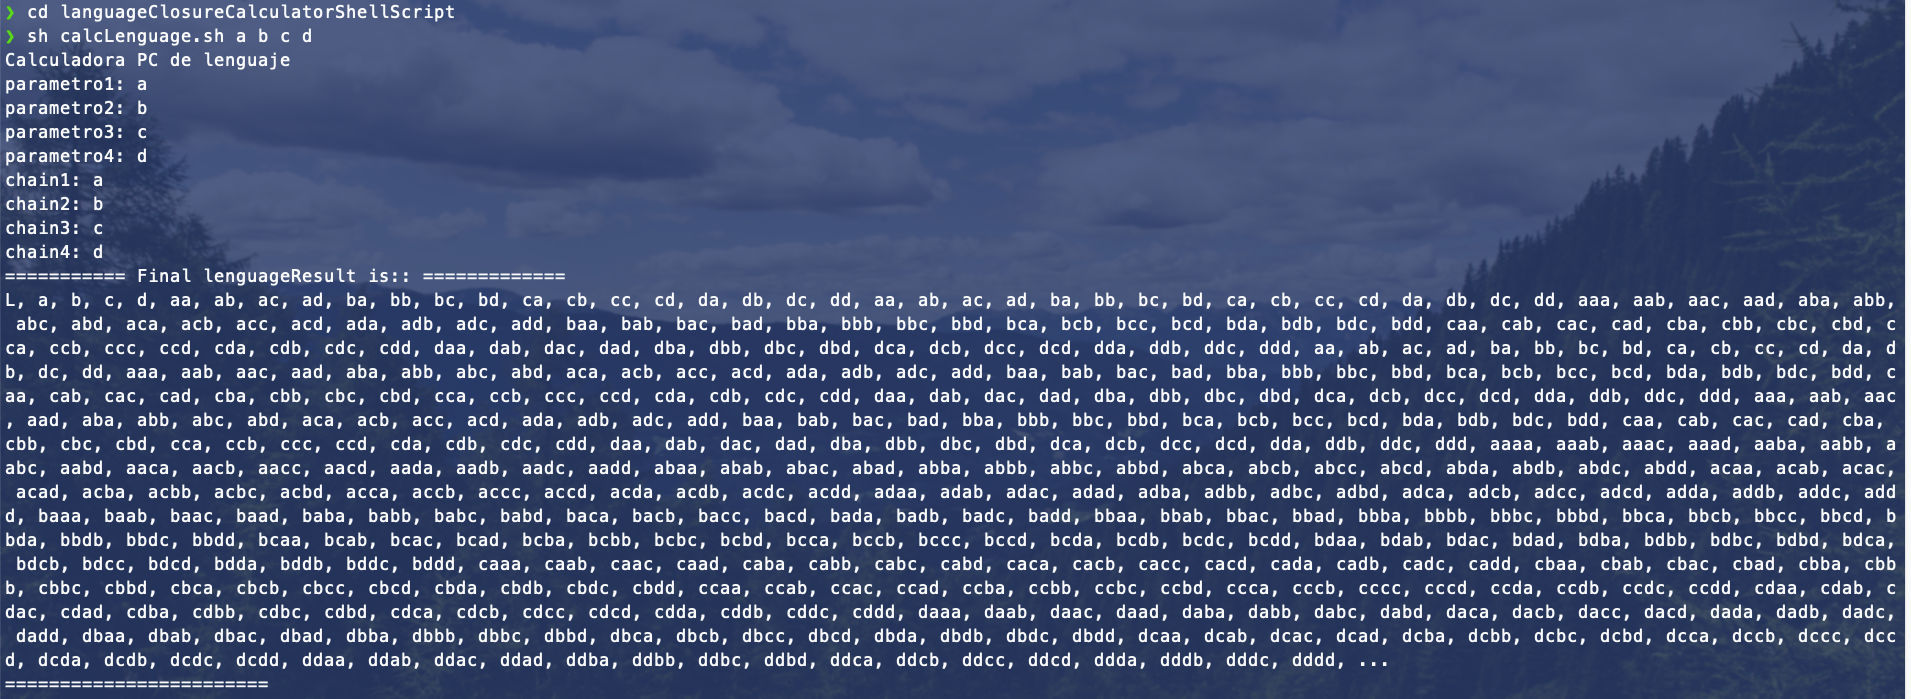 ❯ cd languageClosureCalculatorShellScript
❯ sh calcLenguage.sh a b c d
Calculadora PC de lenguaje
parametro1: a
parametro2: b
parametro3: c
parametro4: d
chain1: a
chain2: b
chain3: c
chain4: d
=========== Final lenguageResult is:: =============
L, a, b, c, d, aa, ab, ac, ad, ba, bb, bc, bd, ca, cb, cc, cd, da, db, dc, dd, aa, ab, ac, ad, ba, bb, bc, bd, ca, cb, cc, cd, da, db, dc, dd, aaa, aab, aac, aad, aba, abb,
abc, abd, aca, acb, acc, acd, ada, adb, adc, add, baa, bab, bac, bad, bba, bbb, bbc, bbd, bca, bcb, bcc, bcd, bda, bdb, bdc, bdd, caa, cab, cac, cad, cba, cbb, cbc, cbd, c
ca, ccb, ccc, ccd, cda, cdb, cdc, cdd, daa, dab, dac, dad, dba, dbb, dbc, dbd, dca, dcb, dcc, dcd, dda, ddb, ddc, ddd, aa, ab, ac, ad, ba, bb, bc, bd, ca, cb, cc, cd, da, d
b, dc, dd, aaa, aab, aac, aad, aba, abb, abc, abd, aca, acb, acc, acd, ada, adb, adc, add, baa, bab, bac, bad, bba, bbb, bbc, bbd, bca, bcb, bcc, bcd, bda, bdb, bdc, bdd, c
aa, cab, cac, cad, cba, cbb, cbc, cbd, cca, ccb, ccc, ccd, cda, cdb, cdc, cdd, daa, dab, dac, dad, dba, dbb, dbc, dbd, dca, dcb, dcc, dcd, dda, ddb, ddc, ddd, aaa, aab, aac
, aad, aba, abb, abc, abd, aca, acb, acc, acd, ada, adb, adc, add, baa, bab, bac, bad, bba, bbb, bbc, bbd, bca, bcb, bcc, bcd, bda, bdb, bdc, bdd, caa, cab, cac, cad, cba,
cbb, cbc, cbd, cca, ccb, ccc, ccd, cda, cdb, cdc, cdd, daa, dab, dac, dad, dba, dbb, dbc, dbd, dca, dcb, dcc, dcd, dda, ddb, ddc, ddd, aaaa, aaab, aaac, aaad, aaba, aabb, a
abc, aabd, aaca, aacb, aacc, aacd, aada, aadb, aadc, aadd, abaa, abab, abac, abad, abba, abbb, abbc, abbd, abca, abcb, abcc, abcd, abda, abdb, abdc, abdd, acaa, acab, acac,
acad, acba, acbb, acbc, acbd, acca, accb, accc, accd, acda, acdb, acdc, acdd, adaa, adab, adac, adad, adba, adbb, adbc, adbd, adca, adcb, adcc, adcd, adda, addb, addc, add
d, baaa, baab, baac, baad, baba, babb, babc, babd, baca, bacb, bacc, bacd, bada, badb, badc, badd, bbaa, bbab, bbac, bbad, bbba, bbbb, bbbc, bbbd, bbca, bbcb, bbcc, bbcd, b
bda, bbdb, bbdc, bbdd, bcaa, bcab, bcac, bcad, bcba, bcbb, bcbc, bcbd, bcca, bccb, bccc, bccd, bcda, bcdb, bcdc, bcdd, bdaa, bdab, bdac, bdad, bdba, bdbb, bdbc, bdbd, bdca,
bdcb, bdcc, bdcd, bdda, bddb, bddc, bddd, caaa, caab, caac, caad, caba, cabb, cabc, cabd, caca, cacb, cacc, cacd, cada, cadb, cadc, cadd, cbaa, cbab, cbac, cbad, cbba, cbb
b, cbbc, cbbd, cbca, cbcb, cbcc, cbcd, cbda, cbdb, cbdc, cbdd, ccaa, ccab, ccac, ccad, ccba, ccbb, ccbc, ccbd, ccca, cccb, cccc, cccd, ccda, ccdb, ccdc, ccdd, cdaa, cdab, c
dac, cdad, cdba, cdbb, cdbc, cdbd, cdca, cdcb, cdcc, cdcd, cdda, cddb, cddc, cddd, daaa, daab, daac, daad, daba, dabb, dabc, dabd, daca, dacb, dacc, dacd, dada, dadb, dadc,
dadd, dbaa, dbab, dbac, dbad, dbba, dbbb, dbbc, dbbd, dbca, dbcb, dbcc, dbcd, dbda, dbdb, dbdc, dbdd, dcaa, dcab, dcac, dcad, dcba, dcbb, dcbc, dcbd, dcca, dccb, dccc, dcc
d, dcda, dcdb, dcdc, dcdd, ddaa, ddab, ddac, ddad, ddba, ddbb, ddbc, ddbd, ddca, ddcb, ddcc, ddcd, ddda, dddb, dddc, dddd, ...
========================